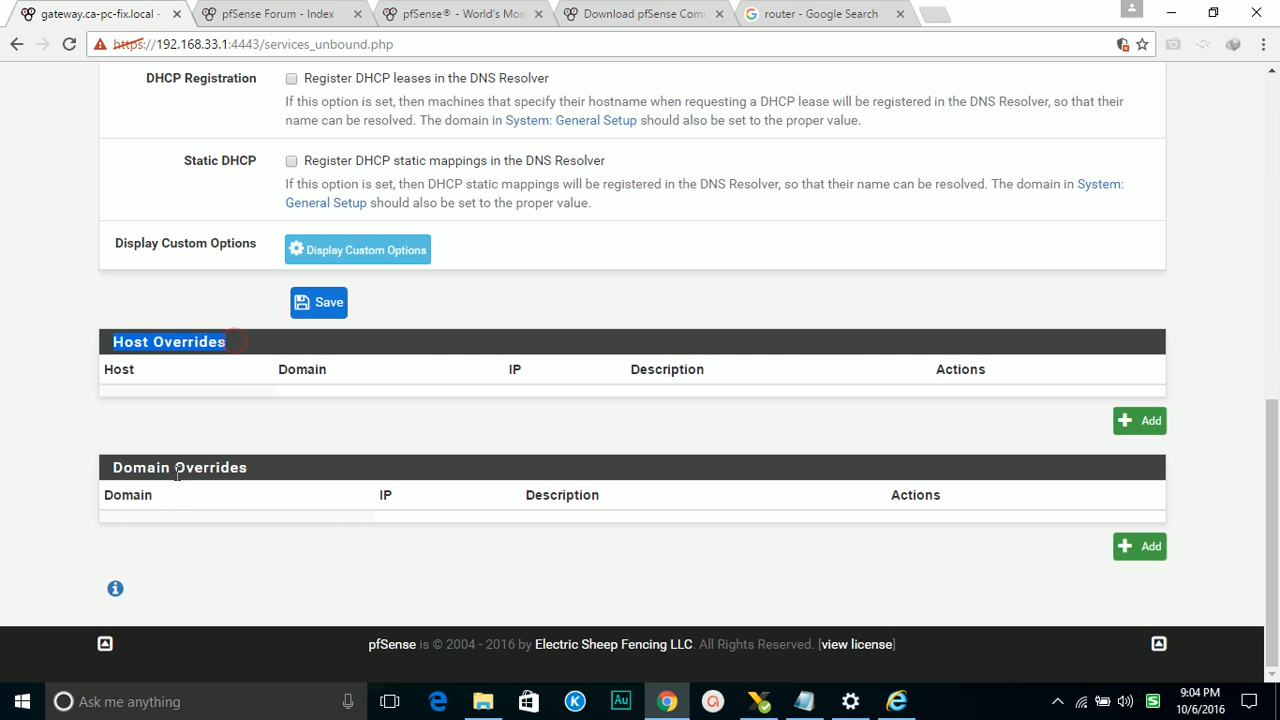 gateway.ca-pc-fix.local -
pfSense Forum - Index
pfSense® - World's Mos
Download pfSense Com
router - Google Search
https://192.168.33.1:4443/services_unbound.php
DHCP Registration
Register DHCP leases in the DNS Resolver
If this option is set, then machines that specify their hostname when requesting a DHCP lease will be registered in the DNS Resolver, so that their
name can be resolved. The domain in System: General Setup should also be set to the proper value.
Static DHCP
Register DHCP static mappings in the DNS Resolver
If this option is set, then DHCP static mappings will be registered in the DNS Resolver, so that their name can be resolved. The domain in System:
General Setup should also be set to the proper value.
Display Custom Options
Display Custom Options
Save
Host Overrides
Host Domain IP Description Actions
Add
Domain Overrides
Domain IP Description Actions
Add
pfSense is © 2004 - 2016 by Electric Sheep Fencing LLC. All Rights Reserved. [view license]
Ask me anything
9:04 PM
10/6/2016